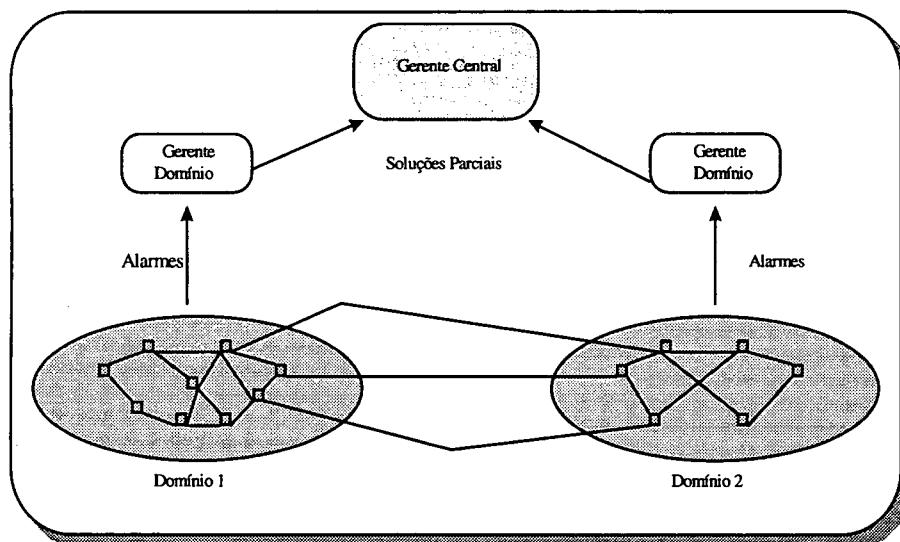 Gerente Central
Gerente
Domínio
Soluções Parciais
Gerente
Domínio
Alarmes
Alarmes
Domínio 1
Domínio 2